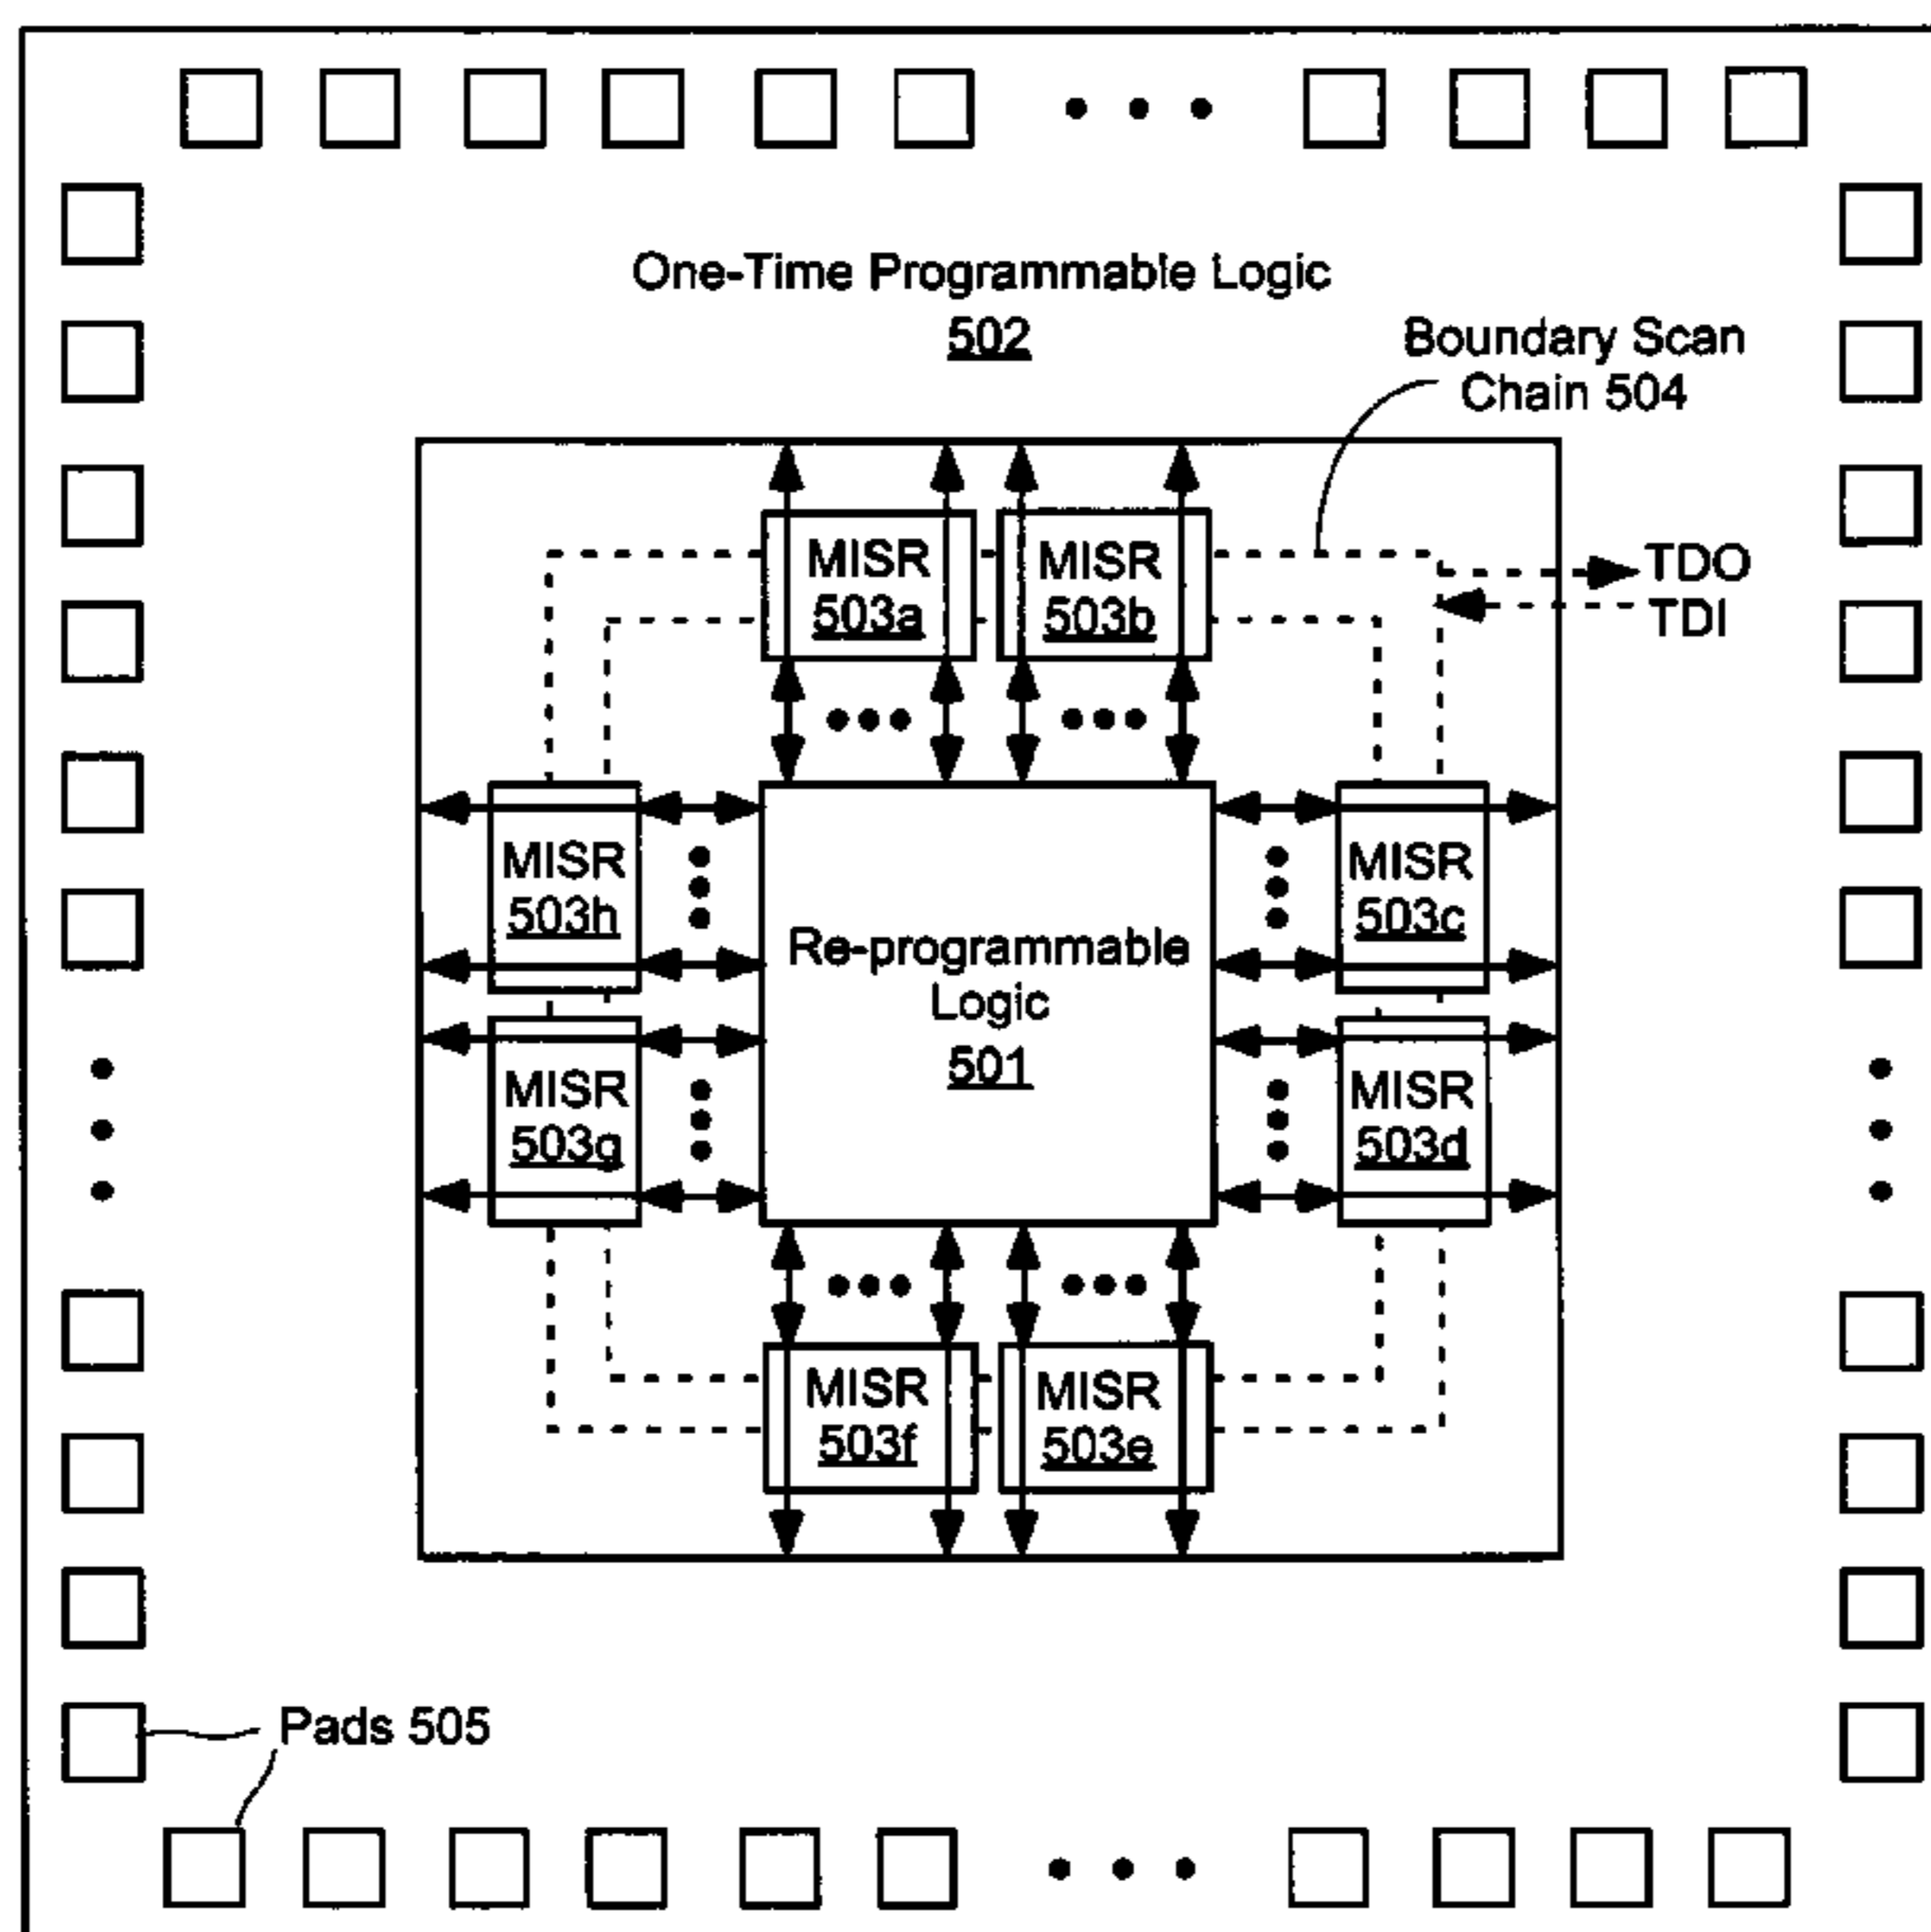 One-Time Programmable Logic
502
Boundary Scan
Chain 504
MISR
503a
MISR
503b
TDO
TDI
MISR
503h
MISR
503c
Re-programmable
Logic
501
MISR
503g
MISR
503d
MISR
503f
MISR
503e
Pads 505